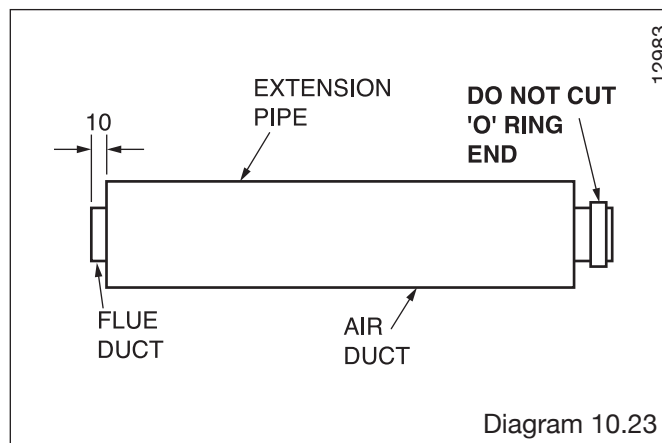 12983
EXTENSION
PIPE
DO NOT CUT
'O' RING
END
10
FLUE
DUCT
AIR
DUCT
Diagram 10.23